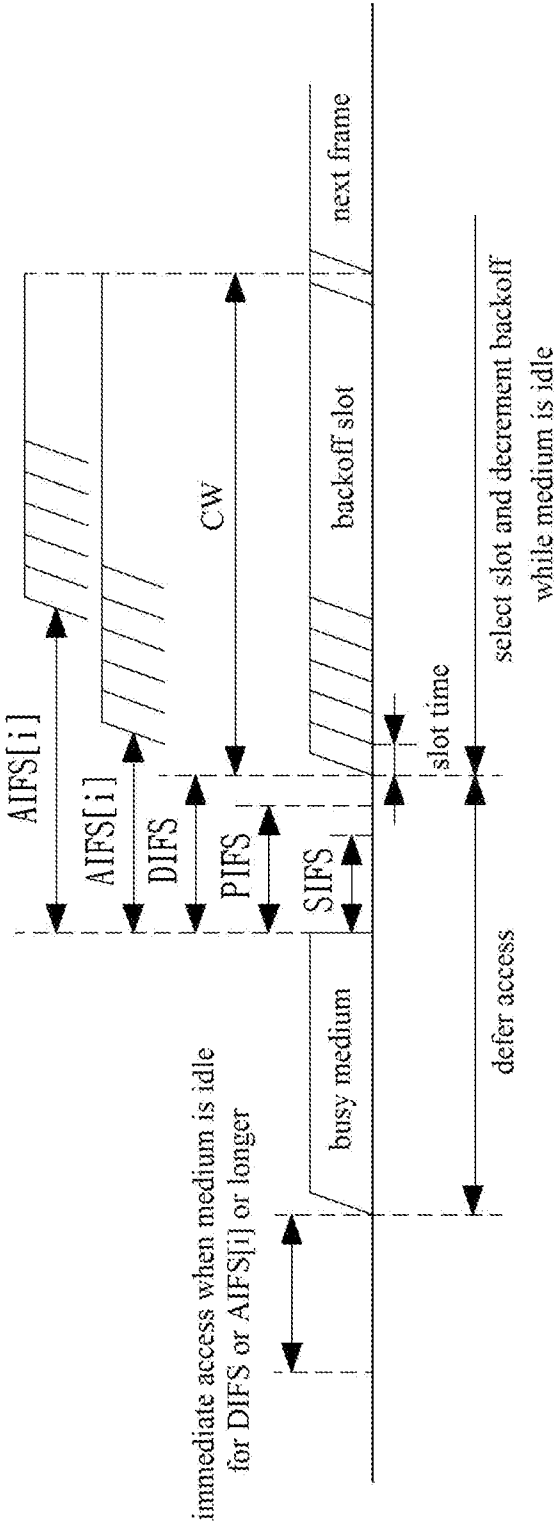 immediate access when medium is idle
for DIFS or AIFS[i] or longer
AIFS[i]
AIFS[i]
DIFS
PIFS
SIFS
CW
busy medium
backoff slot
next frame
slot time
defer access
select slot and decrement backoff
while medium is idle